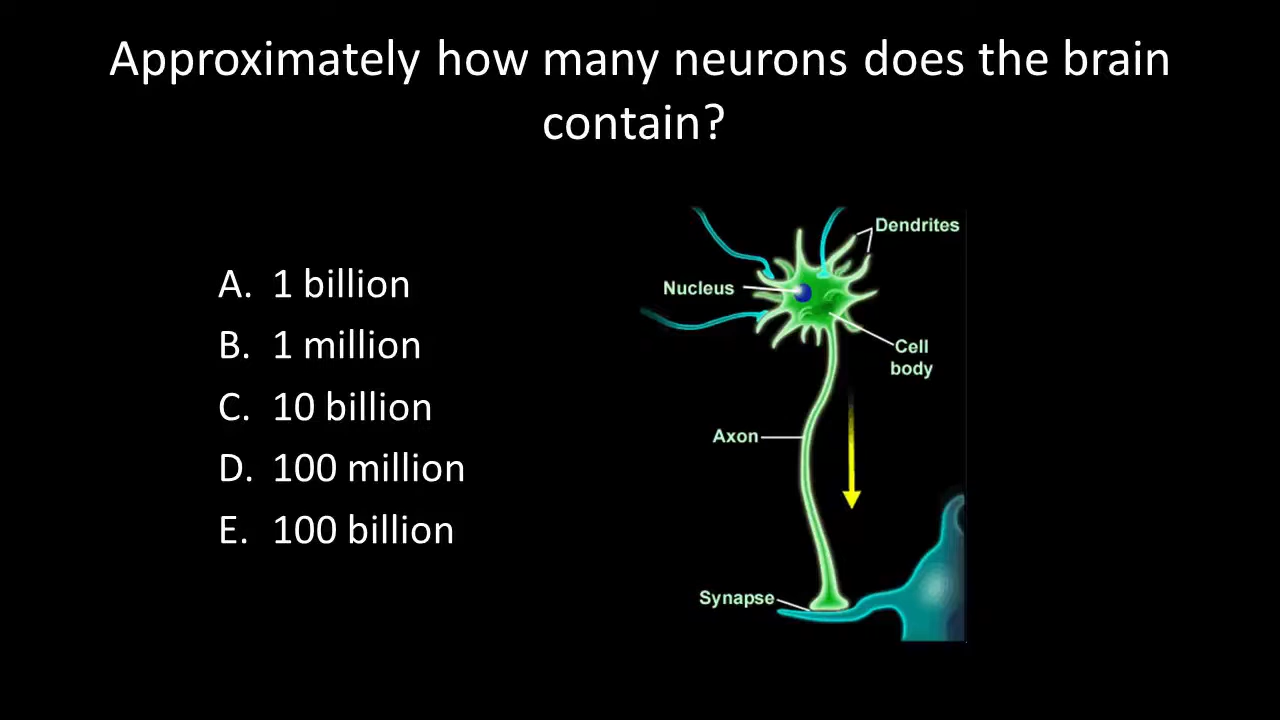 Approximately how many neurons does the brain
contain?
A. 1 billion
B. 1 million
C. 10 billion
D. 100 million
E. 100 billion
Dendrites
Nucleus
Cell
body
Axon
Synapse